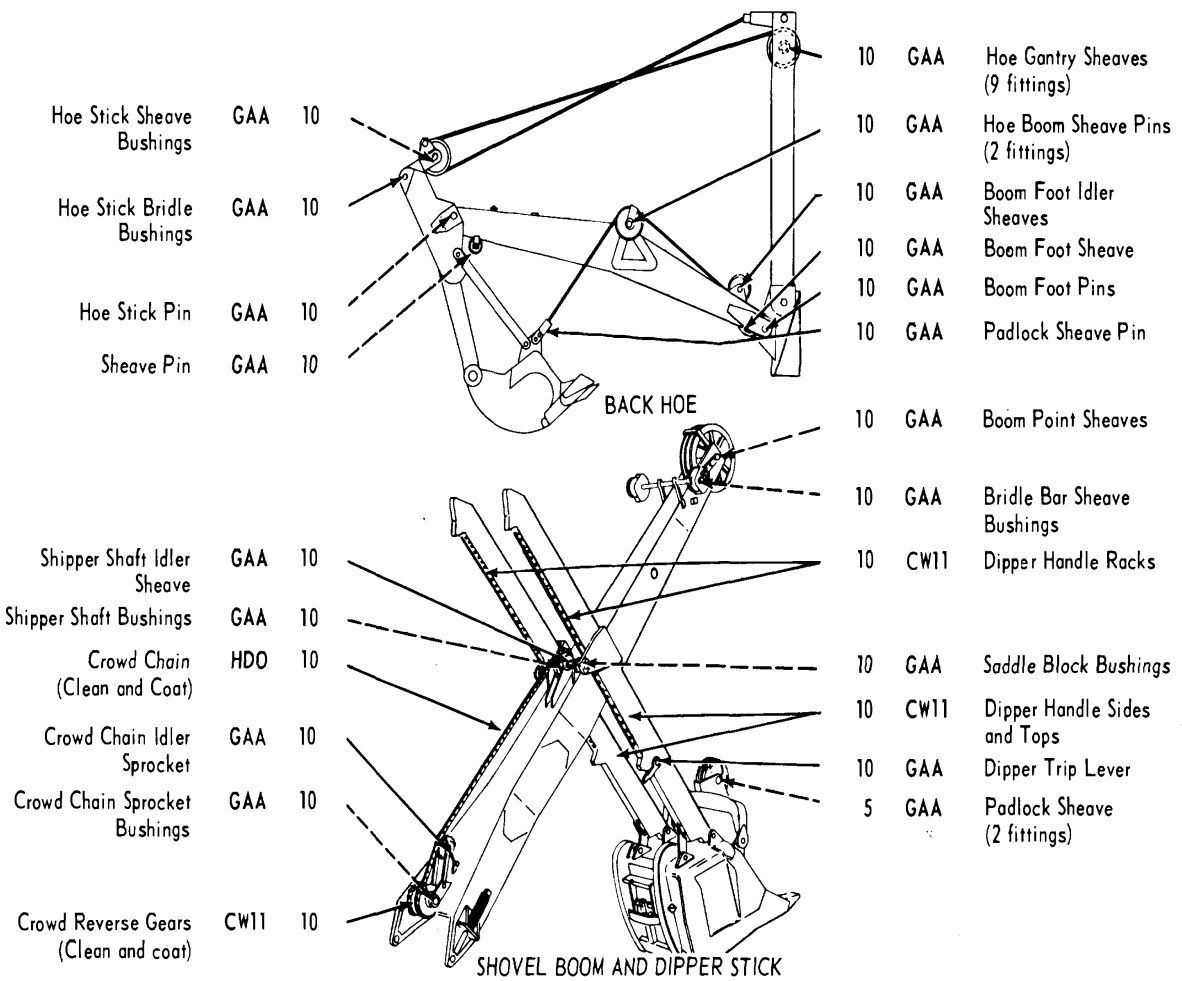 Hoe Stick Sheave GAA 10
Bushings
Hoe Stick Bridle GAA 10
Bushings
Hoe Stick Pin GAA 10
Sheave Pin GAA 10
10 GAA Hoe Gantry Sheaves
(9 fittings)
10 GAA Hoe Boom Sheave Pins
(2 fittings)
10 GAA Boom Foot Idler
Sheaves
10 GAA Boom Foot Sheave
10 GAA Boom Foot Pins
10 GAA Padlock Sheave Pin
BACK HOE
Shipper Shaft Idler GAA 10
Sheave
Shipper Shaft Bushings GAA 10
Crowd Chain HDO 10
(Clean and Coat)
Crowd Chain Idler GAA 10
Sprocket
Crowd Chain Sprocket GAA 10
Bushings
Crowd Reverse Gears CW11 10
(Clean and coat)
10 GAA Boom Point Sheaves
10 GAA Bridle Bar Sheave
Bushings
10 CW11 Dipper Handle Racks
10 GAA Saddle Block Bushings
10 CW11 Dipper Handle Sides
and Tops
10 GAA Dipper Trip Lever
5 GAA Padlock Sheave
(2 fittings)
SHOVEL BOOM AND DIPPER STICK